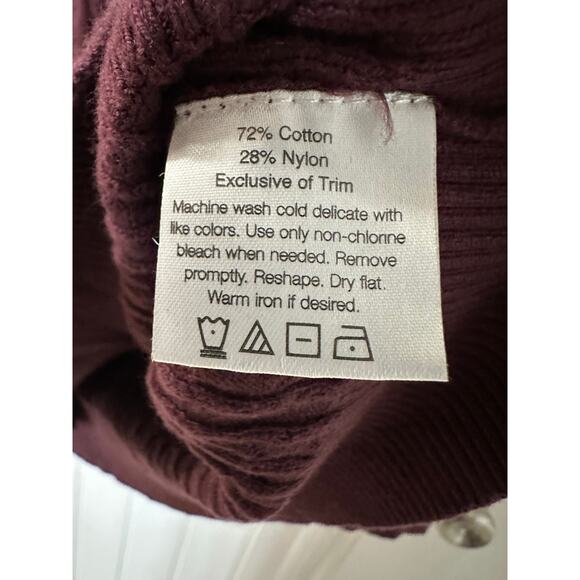 72% Cotton
28% Nylon
Exclusive of Trim
Machine wash cold delicate with
like colors. Use only non-chlorine
bleach when needed. Remove
promptly. Reshape. Dry flat.
Warm iron if desired.